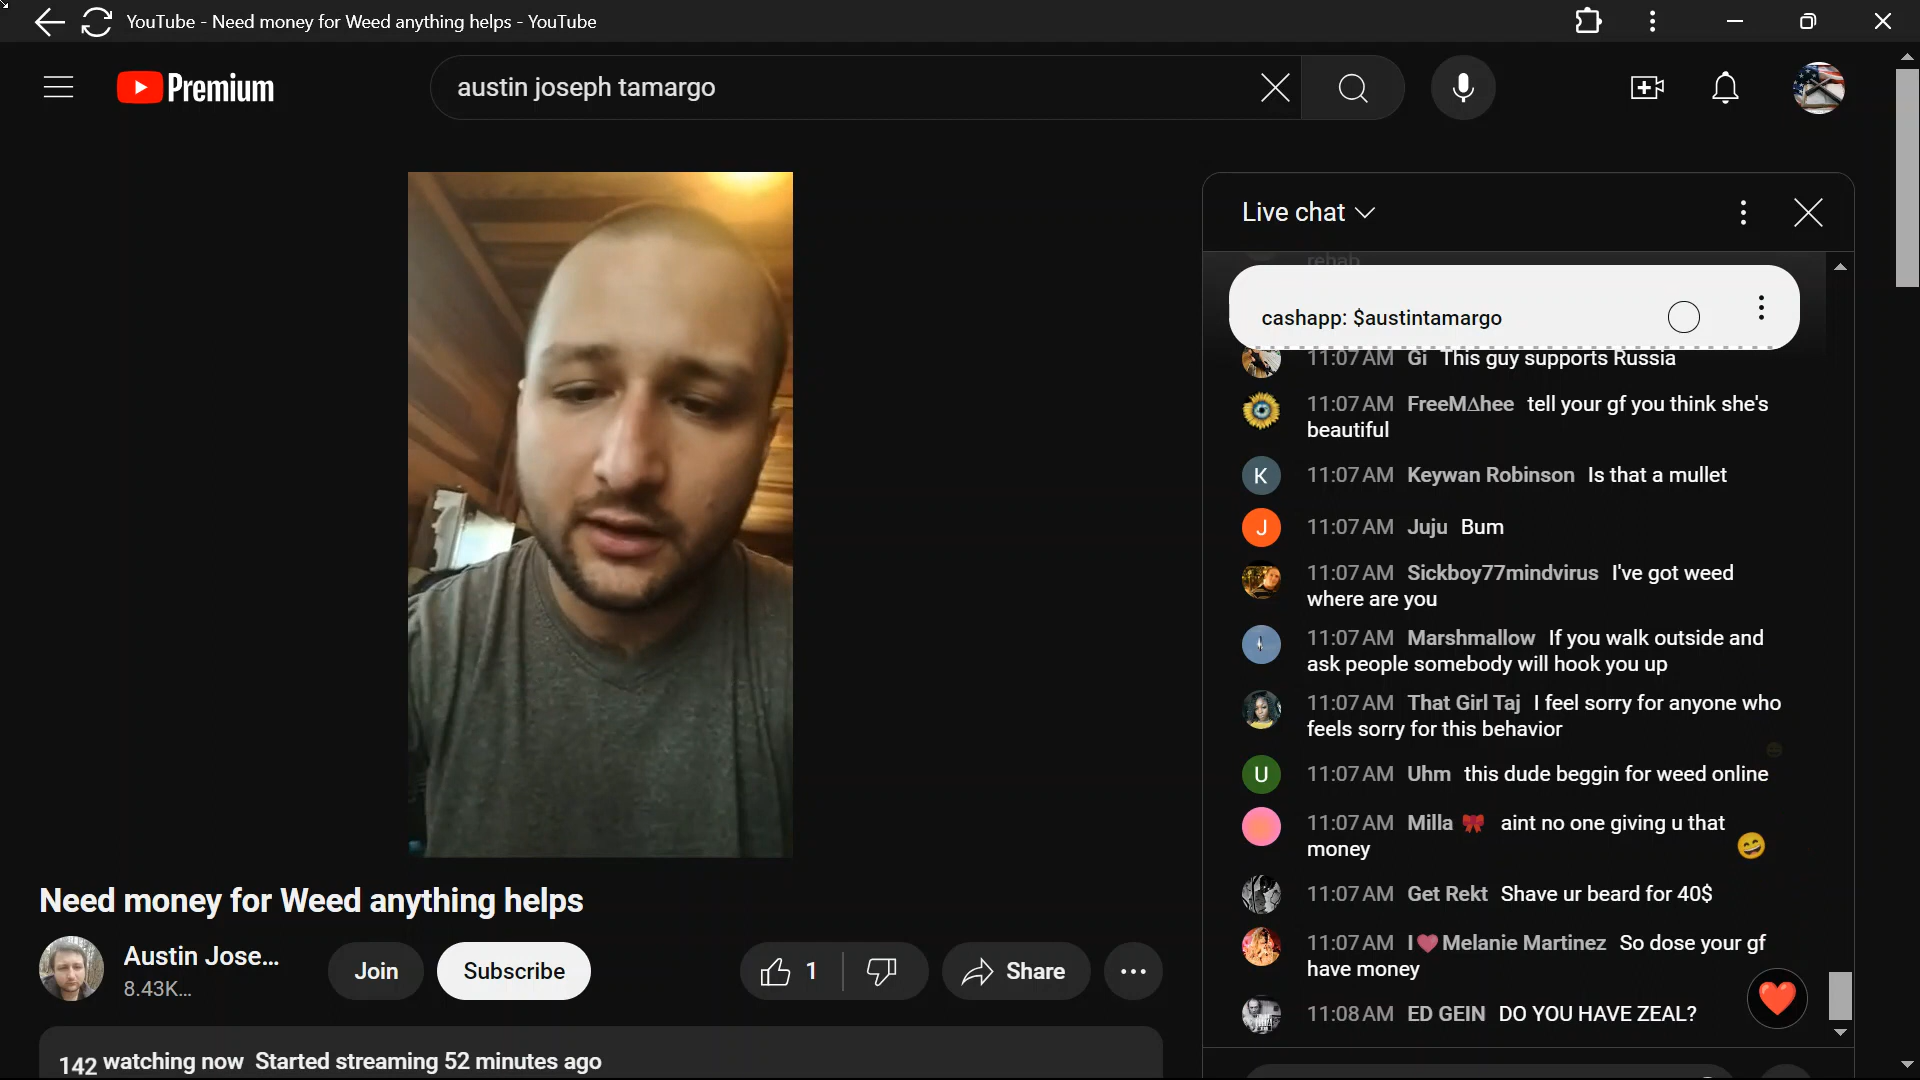 YouTube - Need money for Weed anything helps - YouTube
Premium
austin joseph tamargo
Live chat
rehab
cashapp: $austintamargo
11:07 AM Gi This guy supports Russia
11:07 AM FreeM∆hee tell your gf you think she's
beautiful
K
11:07 AM Keywan Robinson Is that a mullet
J
11:07 AM Juju Bum
11:07 AM Sickboy77mindvirus I've got weed
where are you
11:07 AM Marshmallow If you walk outside and
ask people somebody will hook you up
11:07 AM That Girl Taj I feel sorry for anyone who
feels sorry for this behavior
U
11:07 AM Uhm this dude beggin for weed online
11:07 AM Milla 🎀 aint no one giving u that
money
11:07 AM Get Rekt Shave ur beard for 40$
11:07 AM I💗Melanie Martinez So dose your gf
have money
11:08 AM ED GEIN DO YOU HAVE ZEAL?
Need money for Weed anything helps
Austin Jose...
8.43K...
Join
Subscribe
1
Share
142 watching now Started streaming 52 minutes ago